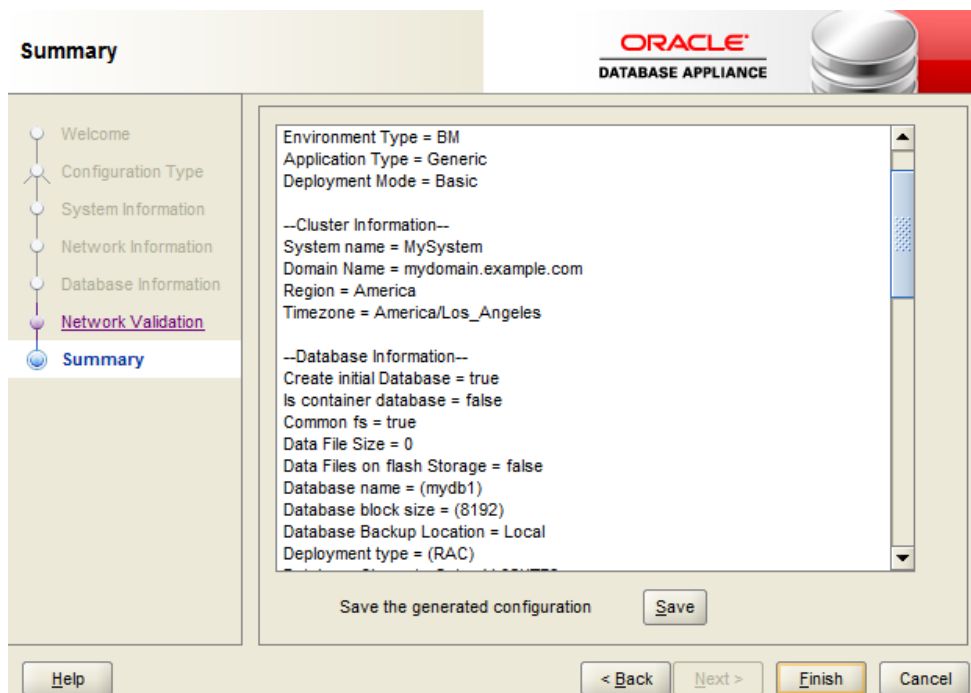 Summary
ORACLE
DATABASE APPLIANCE
Welcome
Configuration Type
System Information
Network Information
Database Information
Network Validation
Summary
Environment Type = BM
Application Type = Generic
Deployment Mode = Basic
--Cluster Information--
System name = MySystem
Domain Name = mydomain.example.com
Region = America
Timezone = America/Los_Angeles
--Database Information--
Create initial Database = true
Is container database = false
Common fs = true
Data File Size = 0
Data Files on flash Storage = false
Database name = (mydb1)
Database block size = (8192)
Database Backup Location = Local
Deployment type = (RAC)
Save the generated configuration
Save
Help
< Back
Next >
Finish
Cancel